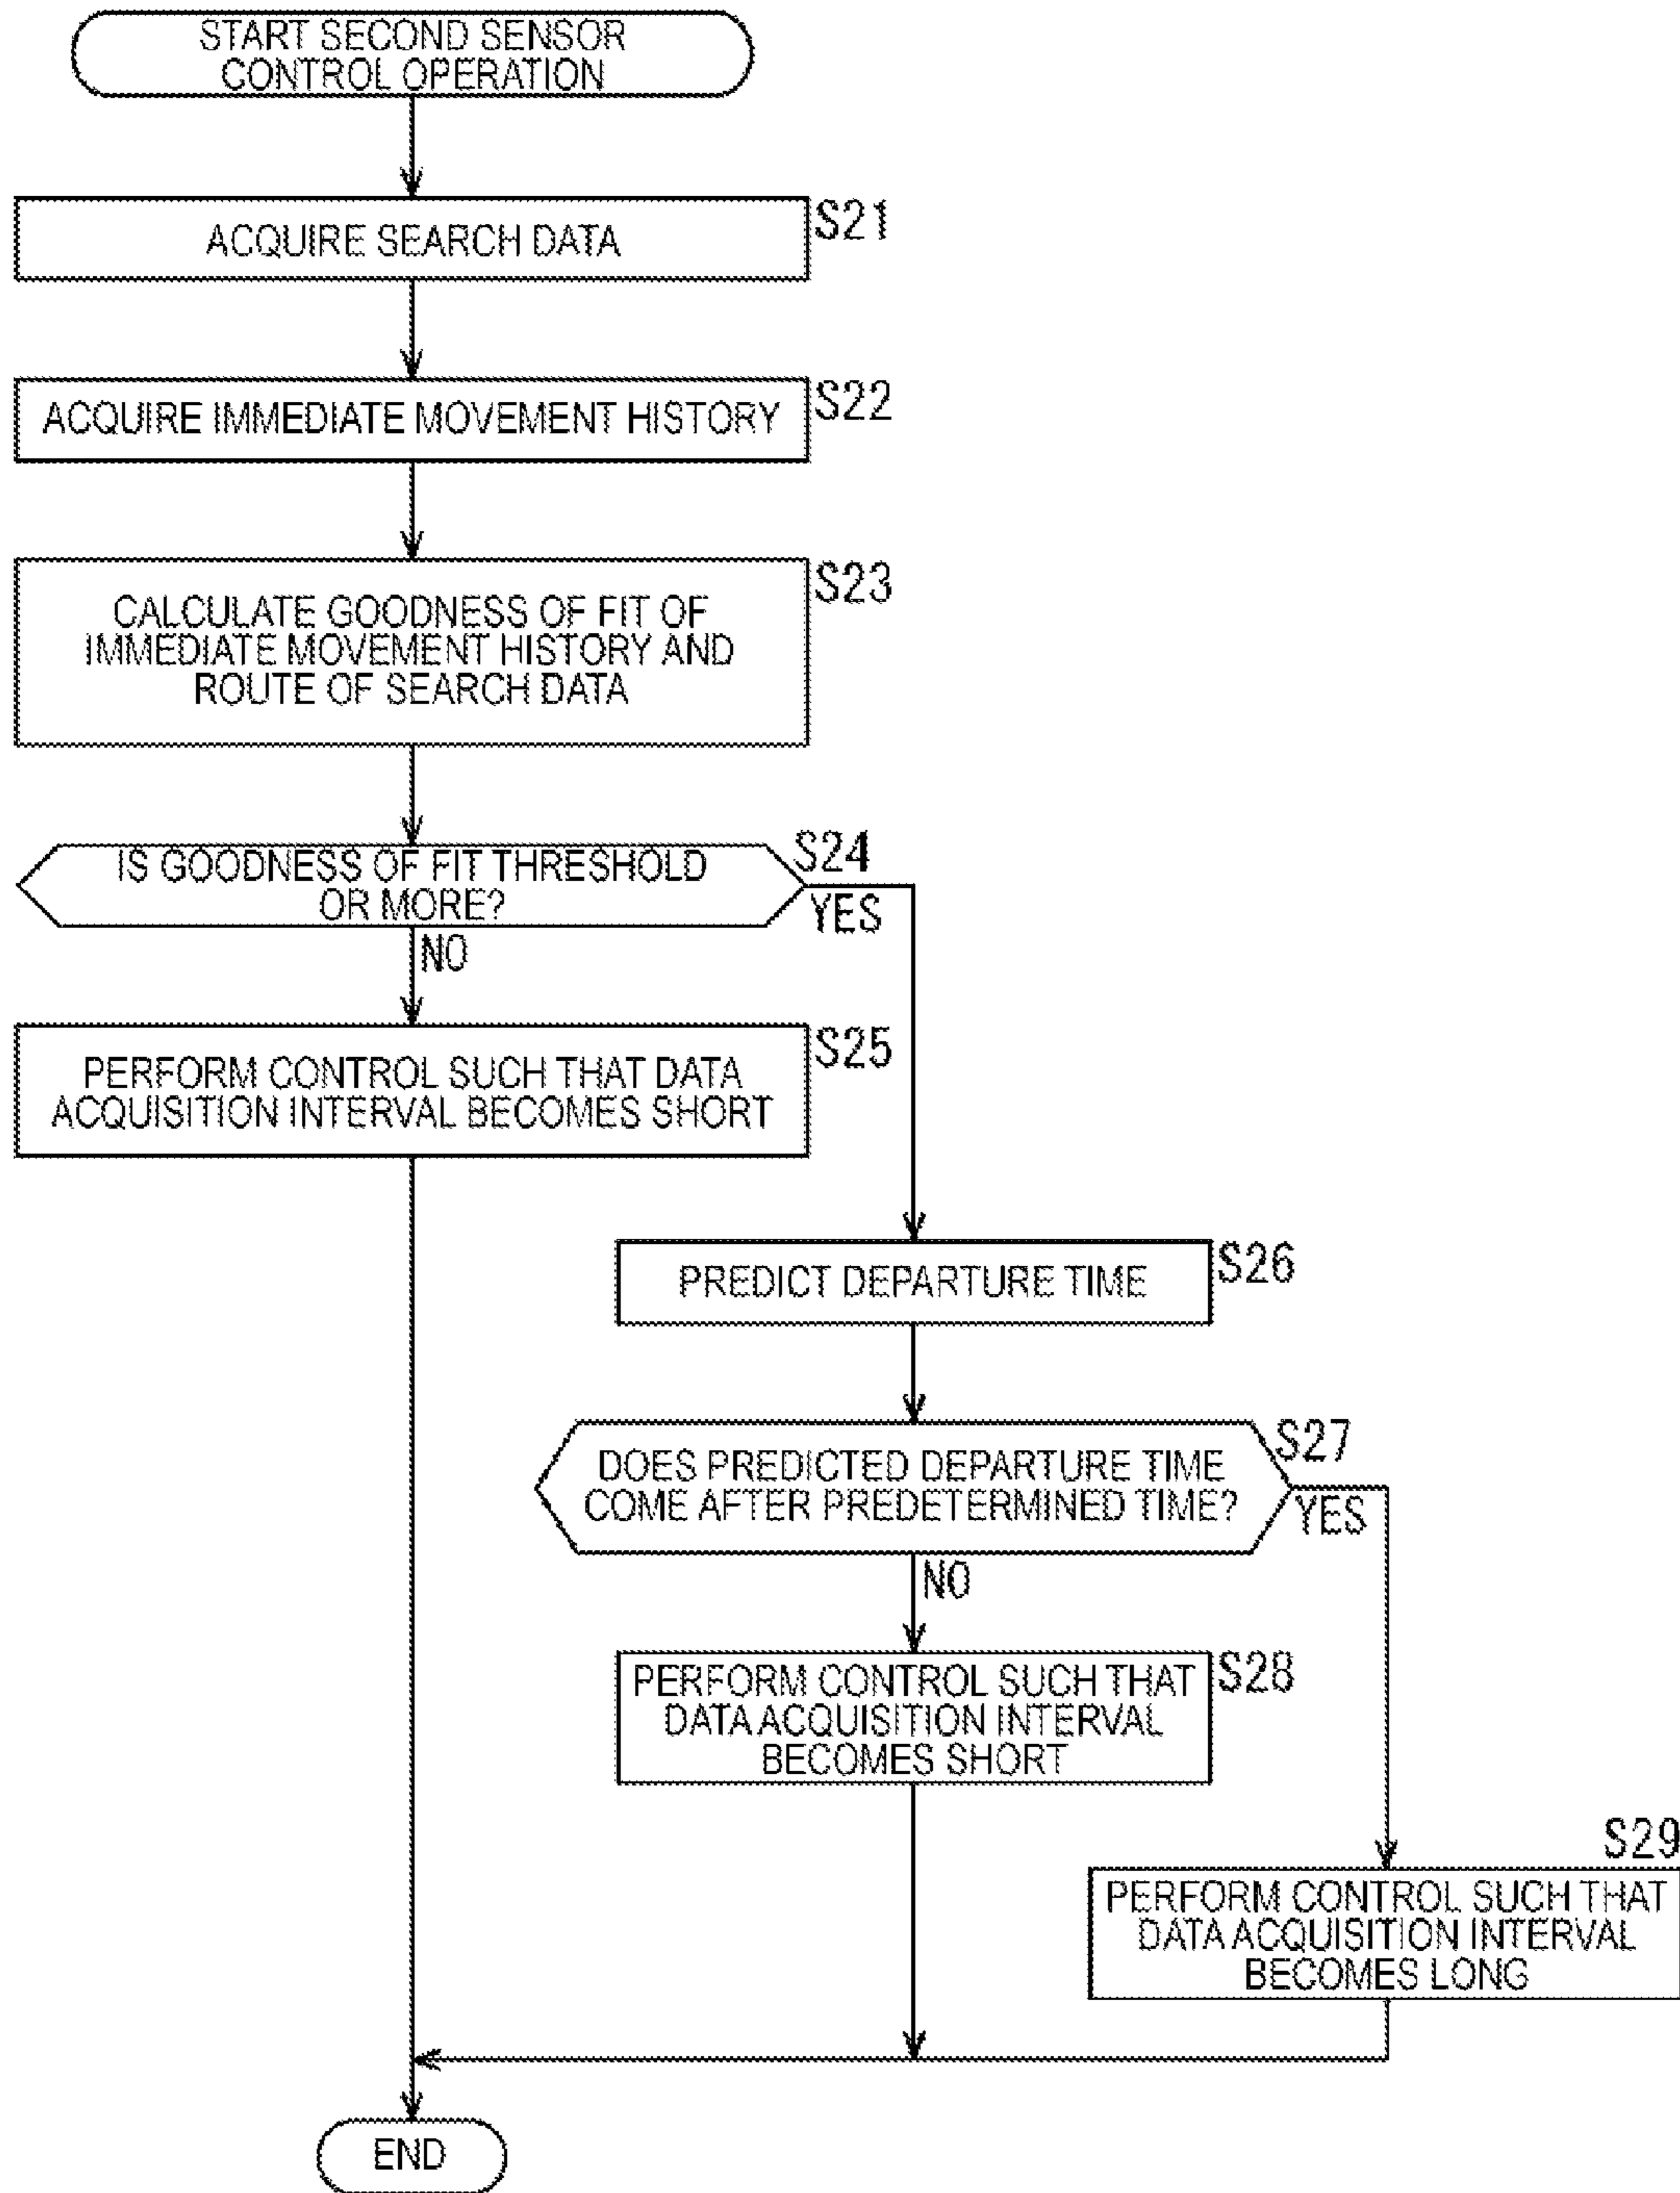 START SECOND SENSOR
CONTROL OPERATION
ACQUIRE SEARCH DATA
S21
ACQUIRE IMMEDIATE MOVEMENT HISTORY
S22
CALCULATE GOODNESS OF FIT OF
IMMEDIATE MOVEMENT HISTORY AND
ROUTE OF SEARCH DATA
S23
IS GOODNESS OF FIT THRESHOLD
OR MORE?
S24
YES
NO
PERFORM CONTROL SUCH THAT DATA
ACQUISITION INTERVAL BECOMES SHORT
S25
PREDICT DEPARTURE TIME
S26
DOES PREDICTED DEPARTURE TIME
COME AFTER PREDETERMINED TIME?
S27
YES
NO
PERFORM CONTROL SUCH THAT
DATA ACQUISITION INTERVAL
BECOMES SHORT
S28
S29
PERFORM CONTROL SUCH THAT
DATA ACQUISITION INTERVAL
BECOMES LONG
END